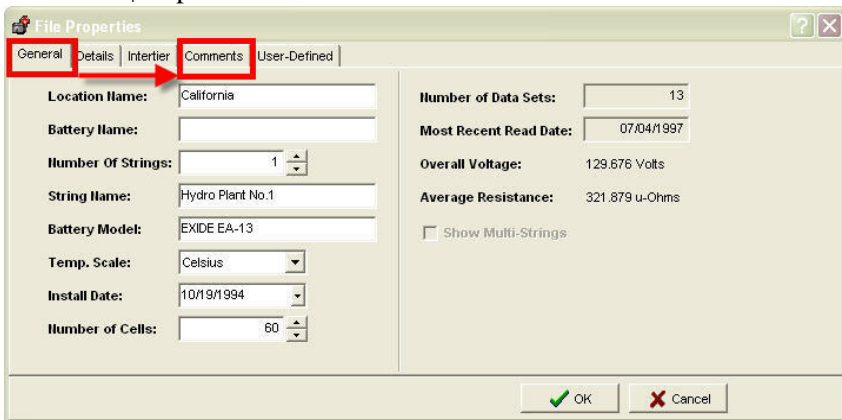 File Properties
General Details Intertier Comments User-Defined
Location Name: California
Battery Name:
Number Of Strings: 1
String Name: Hydro Plant No.1
Battery Model: EXIDE EA-13
Temp. Scale: Celsius
Install Date: 10/19/1994
Number of Cells: 60
Number of Data Sets: 13
Most Recent Read Date: 07/04/1997
Overall Voltage: 129.676 Volts
Average Resistance: 321.879 u-Ohms
Show Multi-Strings
OK Cancel